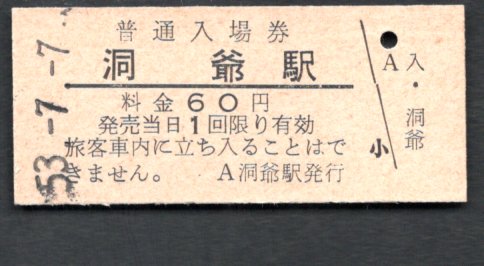 普通入場券
洞爺駅
料金60円
発売当日1回限り有効
旅客車内に立ち入ることはで
きません。 A洞爺駅発行
小
A
入・洞爺
53-7-7